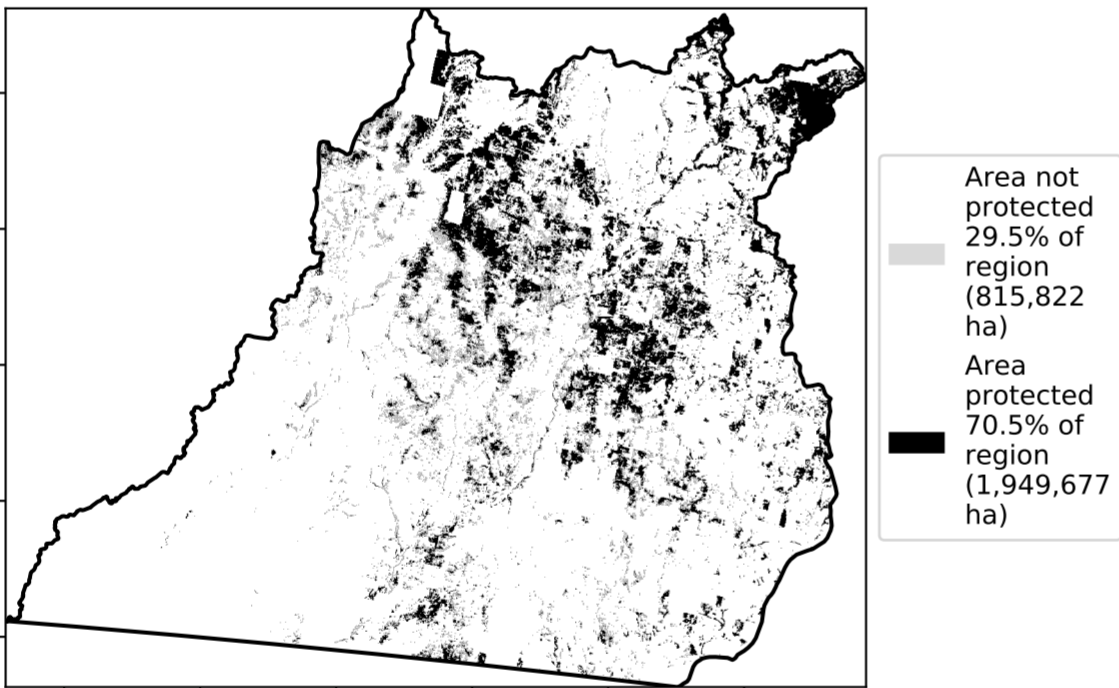 Area not
protected
29.5% of
region
(815,822
ha)
Area
protected
70.5% of
region
(1,949,677
ha)